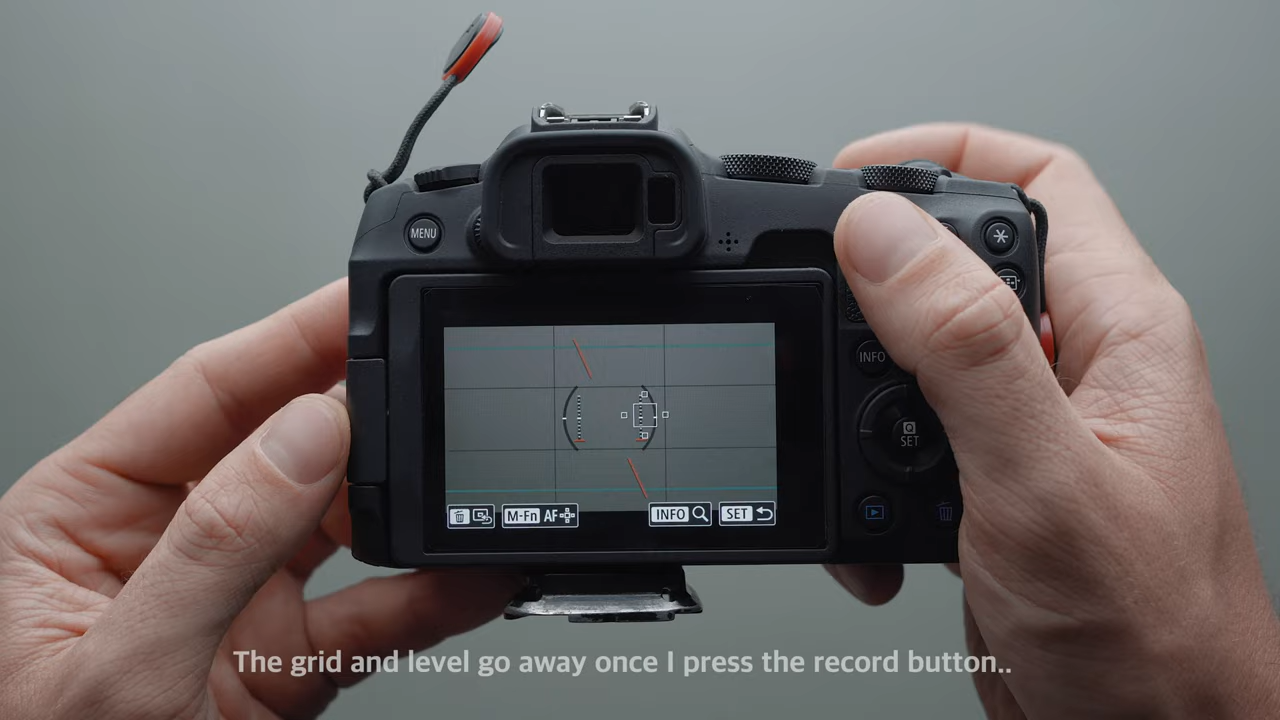 MENU
INFO
Q
SET
M-Fn AF
INFO
SET
The grid and level go away once I press the record button..